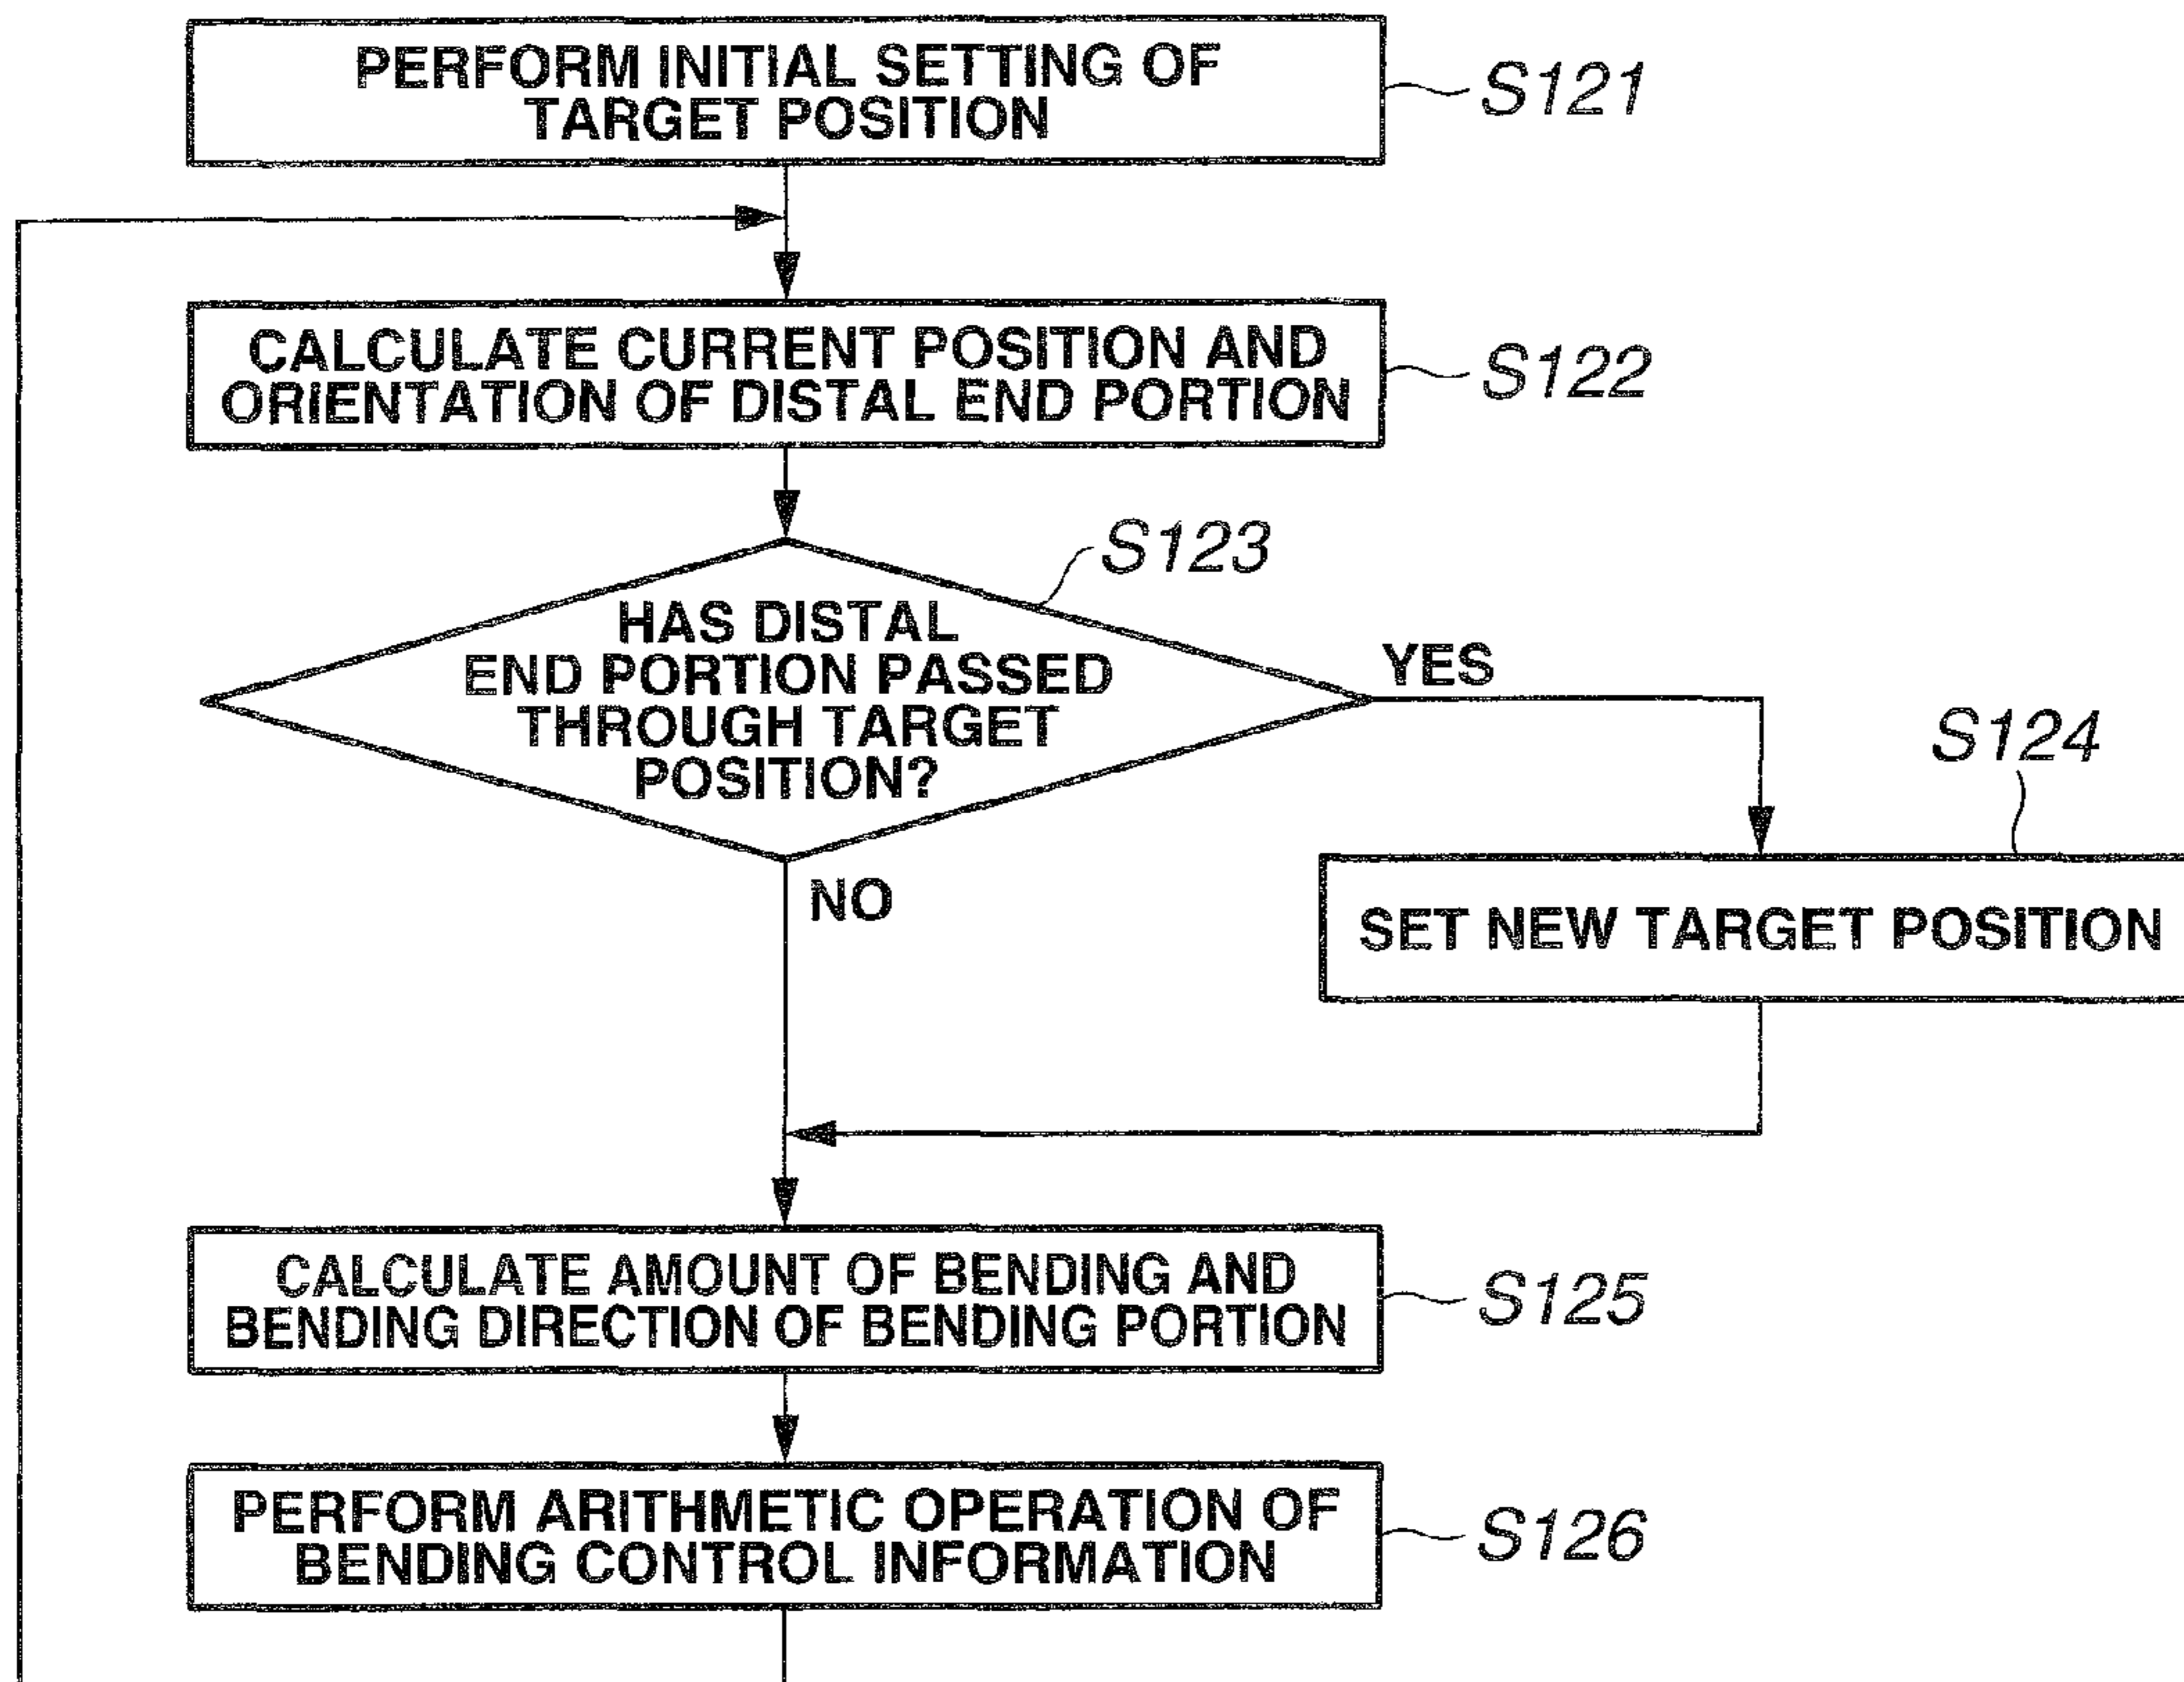 PERFORM INITIAL SETTING OF
TARGET POSITION
S121
CALCULATE CURRENT POSITION AND
ORIENTATION OF DISTAL END PORTION
S122
S123
HAS DISTAL
END PORTION PASSED
THROUGH TARGET
POSITION?
YES
S124
NO
SET NEW TARGET POSITION
CALCULATE AMOUNT OF BENDING AND
BENDING DIRECTION OF BENDING PORTION
S125
PERFORM ARITHMETIC OPERATION OF
BENDING CONTROL INFORMATION
S126